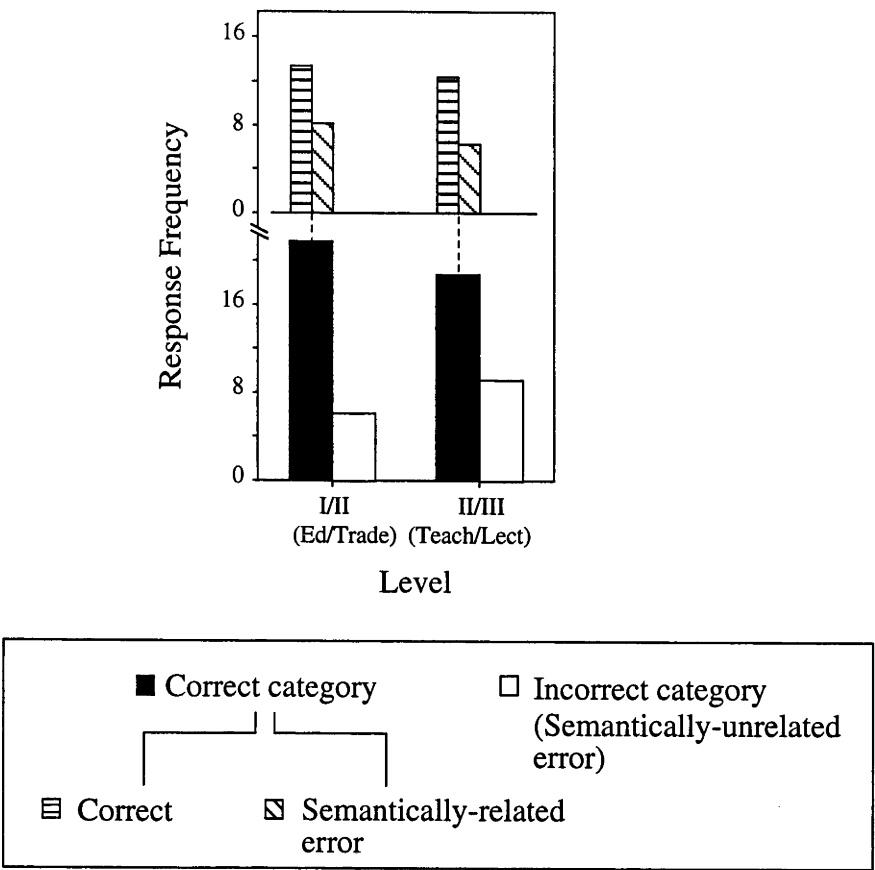 16
8
0
Response Frequency
16
8
0
I/II II/III
(Ed/Trade) (Teach/Lect)
Level
Correct category
Incorrect category
(Semantically-unrelated
error)
Correct
Semantically-related
error